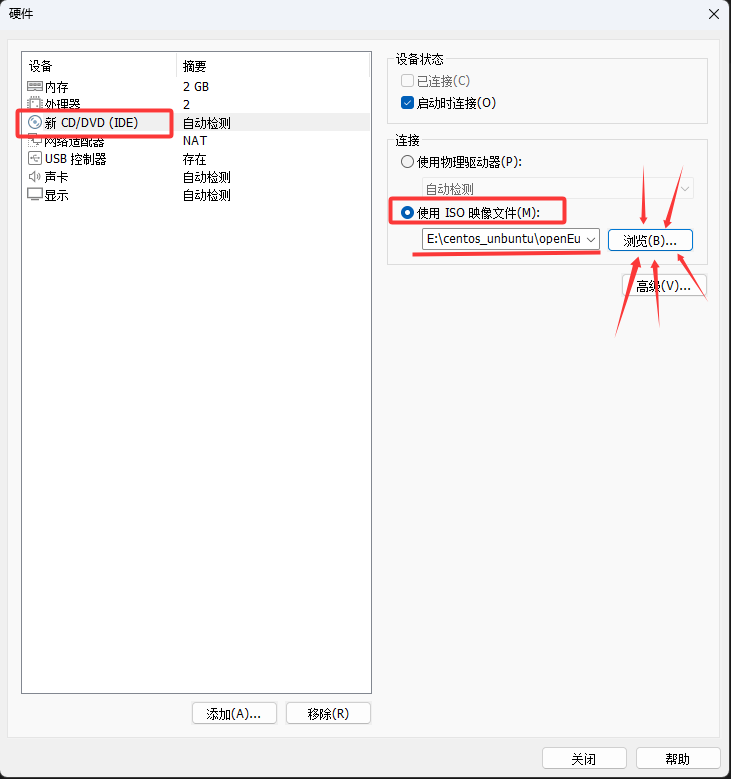 硬件
设备 摘要
内存 2 GB
处理器 2
新 CD/DVD (IDE) 自动检测
网络适配器 NAT
USB 控制器 存在
声卡 自动检测
显示 自动检测
添加(A)... 移除(R)
设备状态
已连接(C)
启动时连接(O)
连接
使用物理驱动器(P):
自动检测
使用 ISO 映像文件(M):
E:\centos_unbuntu\openEu 浏览(B)...
高级(V)...
关闭 帮助